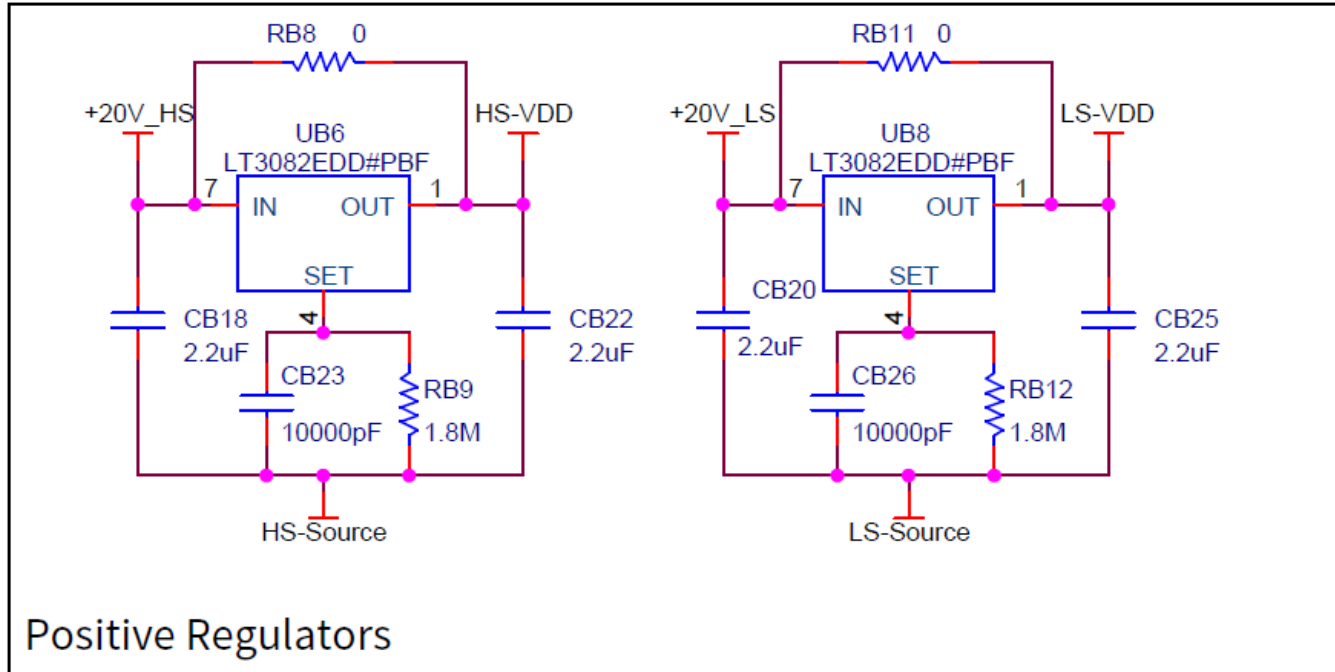 RB8 0
RB11 0
+20V_HS
HS-VDD
+20V_LS
LS-VDD
UB6
LT3082EDD#PBF
UB8
LT3082EDD#PBF
7
1
7
1
IN OUT
IN OUT
SET
SET
4
4
CB18
2.2uF
CB22
2.2uF
CB20
2.2uF
CB25
2.2uF
CB23
10000pF
RB9
1.8M
CB26
10000pF
RB12
1.8M
HS-Source
LS-Source
Positive Regulators